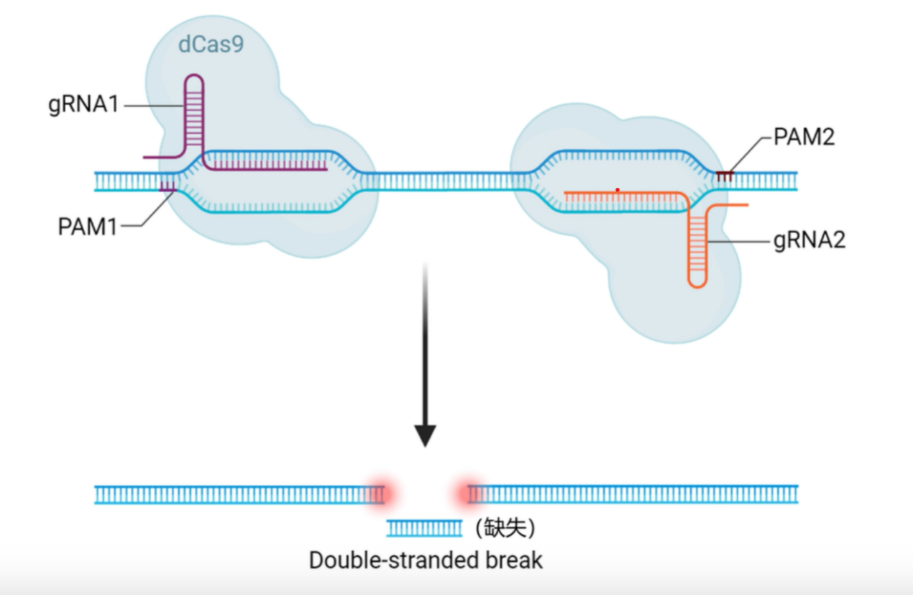 dCas9
gRNA1
PAM2
PAM1
gRNA2
(缺失)
Double-stranded break